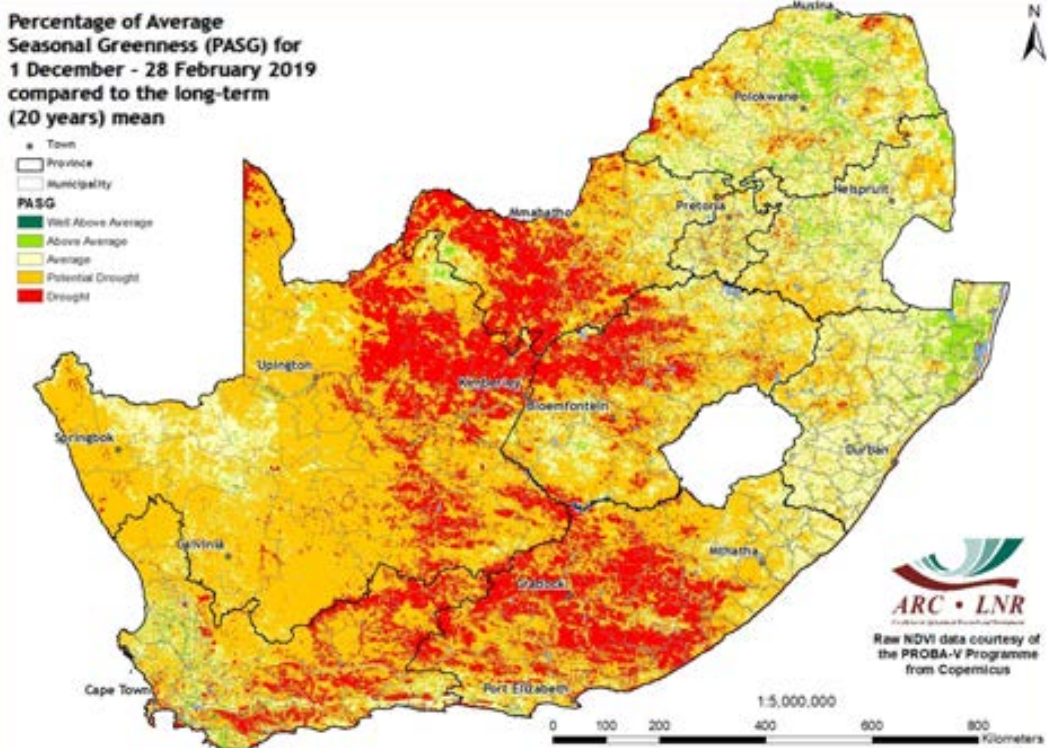 Percentage of Average
Seasonal Greenness (PASG) for
1 December - 28 February 2019
compared to the long-term
(20 years) mean
Town
Province
Municipality
PASG
Well Above Average
Above Average
Average
Potential Drought
Drought
N
Musina
Polokwane
Nelspruit
Pretoria
Mmabatho
Upington
Kimberley
Bloemfontein
Springbok
Durban
Calvinia
Mthatha
Cradock
Cape Town
Port Elizabeth
ARC • LNR
Raw NDVI data courtesy of
the PROBA-V Programme
from Copernicus
1:5,000,000
0 100 200 400 600 800
Kilometers